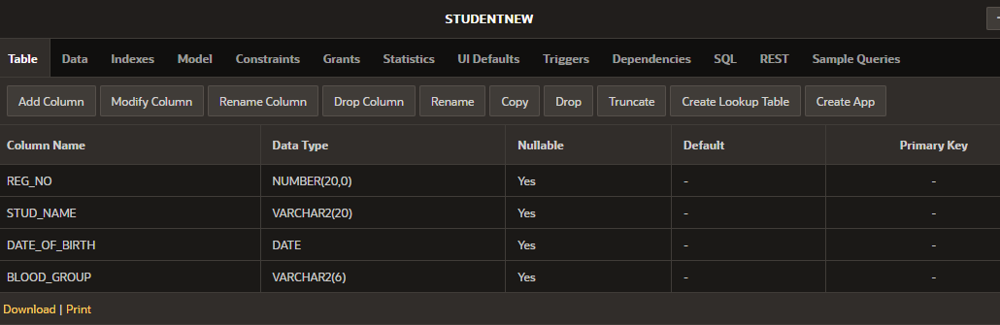 STUDENTNEW
Table Data Indexes Model Constraints Grants Statistics UI Defaults Triggers Dependencies SQL REST Sample Queries
Add Column Modify Column Rename Column Drop Column Rename Copy Drop Truncate Create Lookup Table Create App
Column Name Data Type Nullable Default Primary Key
REG_NO NUMBER(20,0) Yes - -
STUD_NAME VARCHAR2(20) Yes - -
DATE_OF_BIRTH DATE Yes - -
BLOOD_GROUP VARCHAR2(6) Yes - -
Download | Print